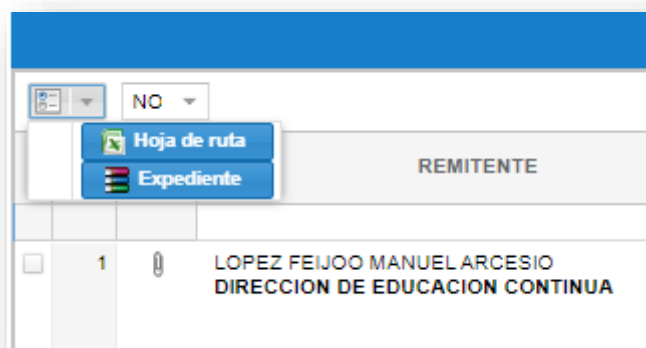 NO
Hoja de ruta
Expediente
REMITENTE
1
LOPEZ FEIJOO MANUEL ARCESIO
DIRECCION DE EDUCACION CONTINUA